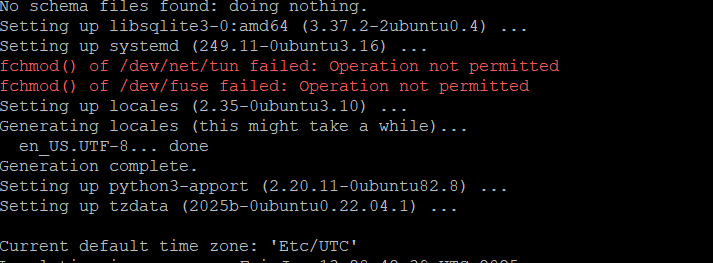 No schema files found: doing nothing.
Setting up libsqlite3-0:amd64 (3.37.2-2ubuntu0.4) ...
Setting up systemd (249.11-0ubuntu3.16) ...
fchmod() of /dev/net/tun failed: Operation not permitted
fchmod() of /dev/fuse failed: Operation not permitted
Setting up locales (2.35-0ubuntu3.10) ...
Generating locales (this might take a while)...
  en_US.UTF-8... done
Generation complete.
Setting up python3-apport (2.20.11-0ubuntu82.8) ...
Setting up tzdata (2025b-0ubuntu0.22.04.1) ...

Current default time zone: 'Etc/UTC'